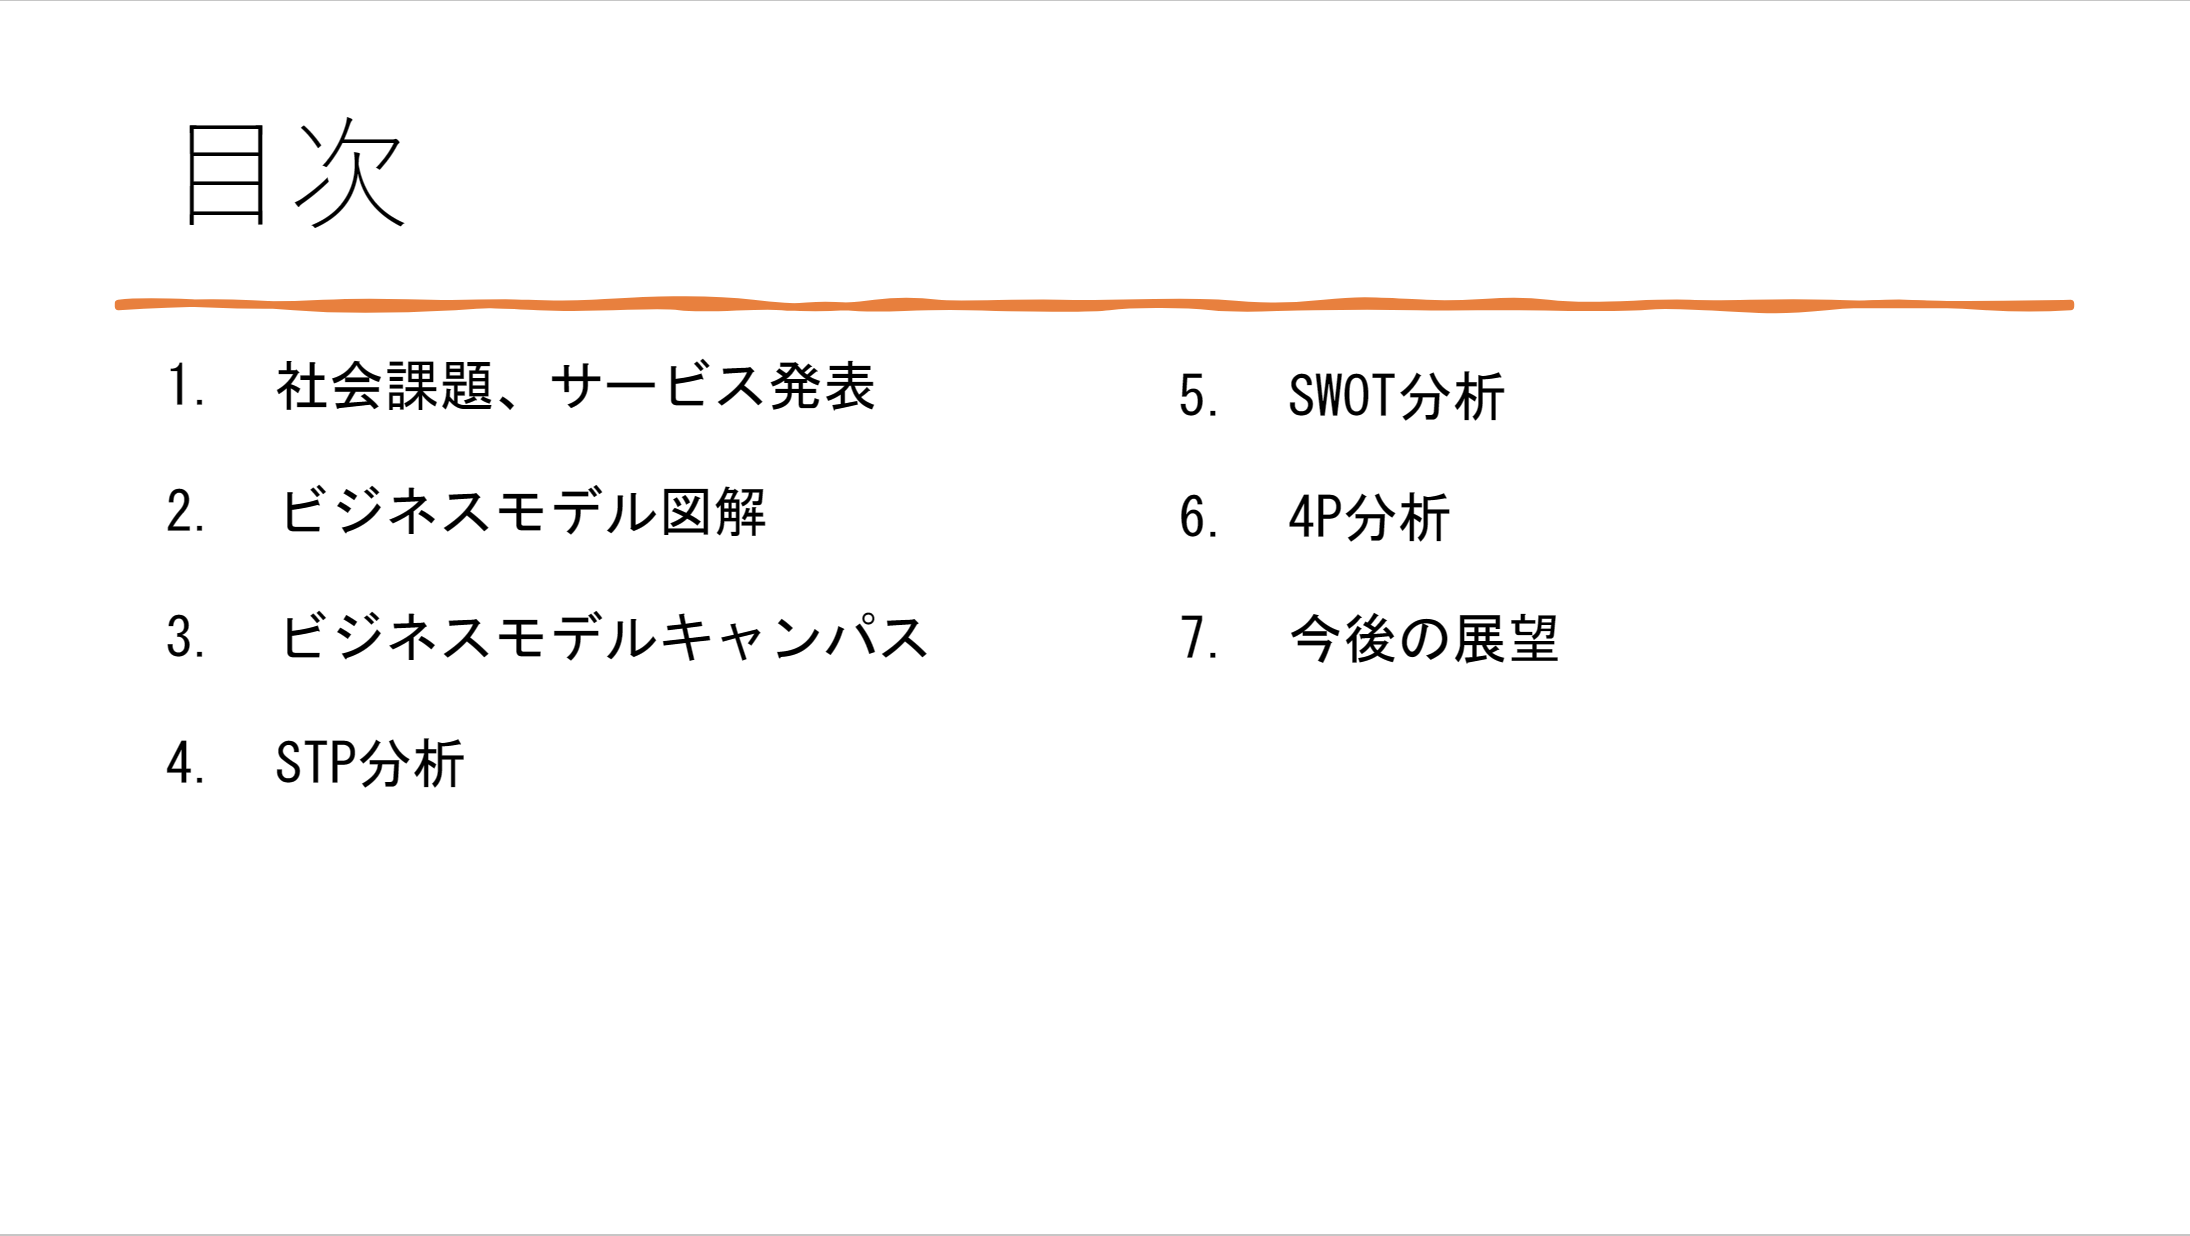 目次
1. 社会課題、サービス発表
2. ビジネスモデル図解
3. ビジネスモデルキャンパス
4. STP分析
5. SWOT分析
6. 4P分析
7. 今後の展望